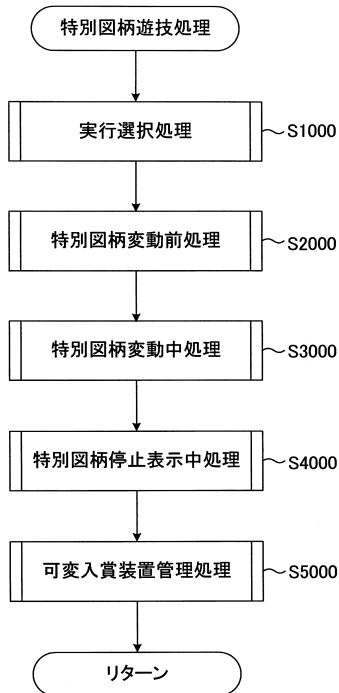 特別図柄遊技処理
実行選択処理
S1000
特別図柄変動前処理
S2000
特別図柄変動中処理
S3000
特別図柄停止表示中処理
S4000
可変入賞装置管理処理
S5000
リターン